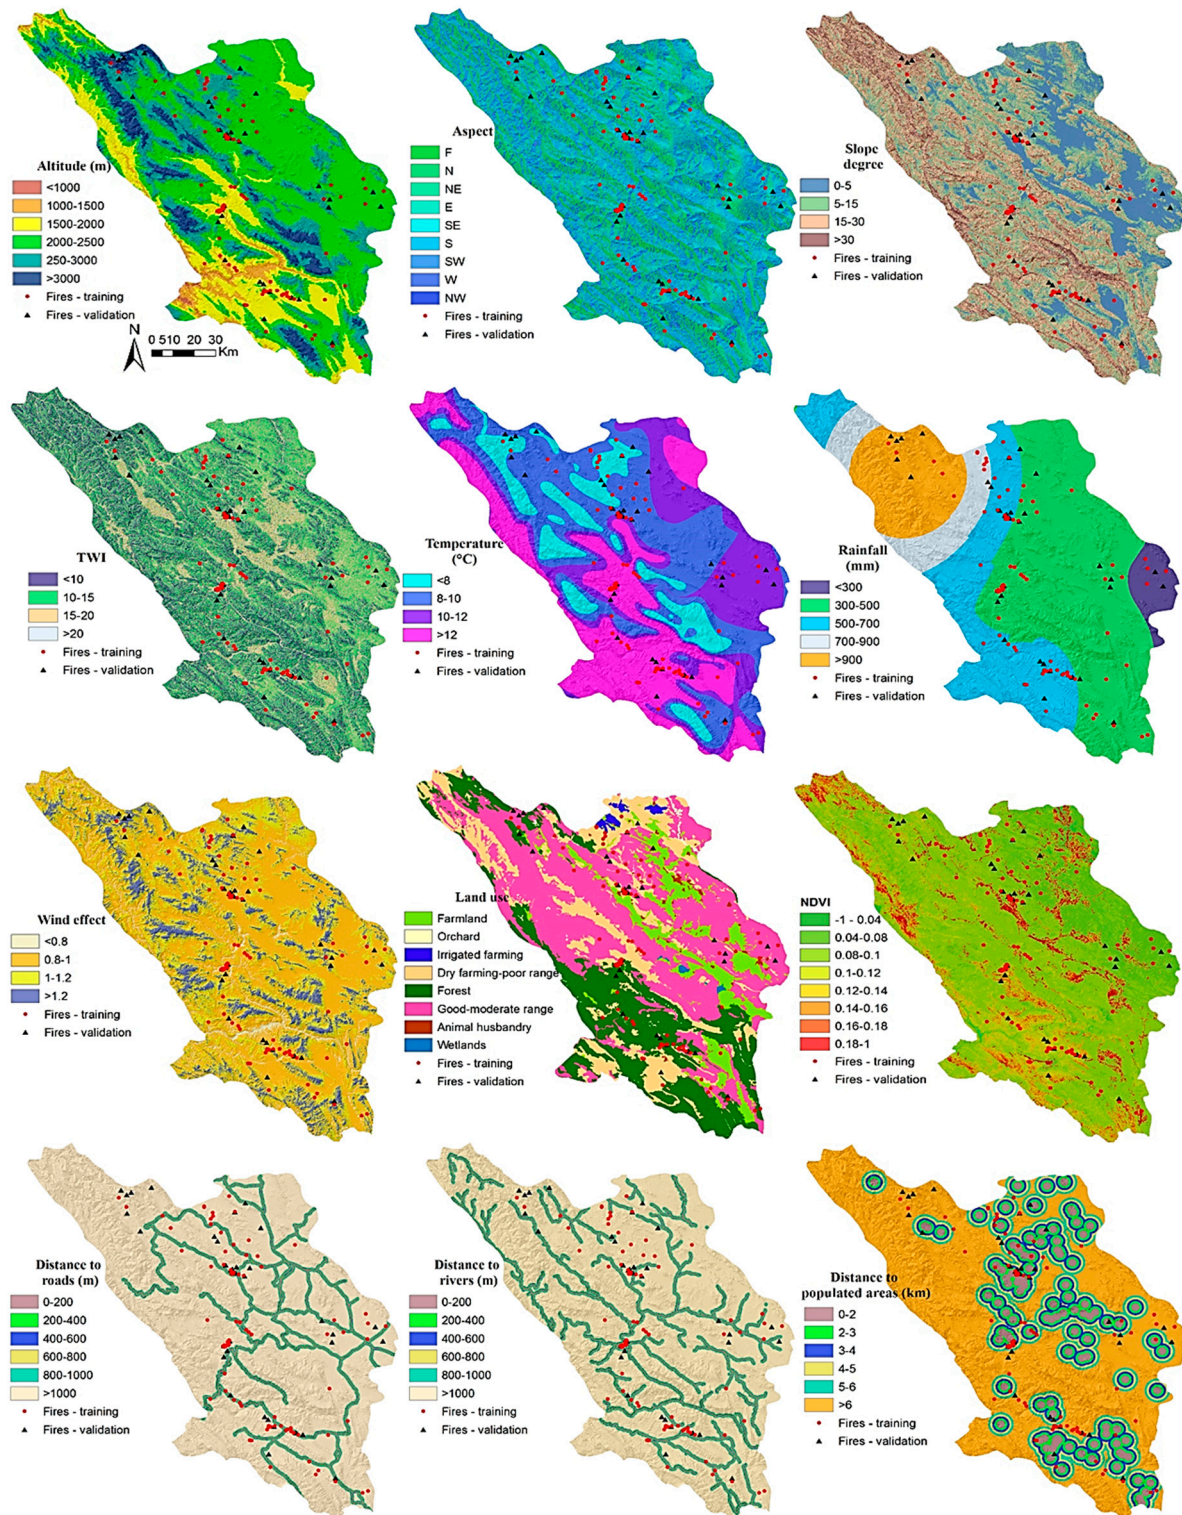 Altitude (m)
<1000
1000-1500
1500-2000
2000-2500
250-3000
>3000
Fires - training
Fires - validation
N
0 510 20 30
Km
Aspect
F
N
NE
E
SE
S
SW
W
NW
Fires - training
Fires - validation
Slope
degree
0-5
5-15
15-30
>30
Fires - training
Fires - validation
TWI
<10
10-15
15-20
>20
Fires - training
Fires - validation
Temperature
(°C)
<8
8-10
10-12
>12
Fires - training
Fires - validation
Rainfall
(mm)
<300
300-500
500-700
700-900
>900
Fires - training
Fires - validation
Wind effect
<0.8
0.8-1
1-1.2
>1.2
Fires - training
Fires - validation
Land use
Farmland
Orchard
Irrigated farming
Dry farming-poor range
Forest
Good-moderate range
Animal husbandry
Wetlands
Fires - training
Fires - validation
NDVI
-1 - 0.04
0.04-0.08
0.08-0.1
0.1-0.12
0.12-0.14
0.14-0.16
0.16-0.18
0.18-1
Fires - training
Fires - validation
Distance to
roads (m)
0-200
200-400
400-600
600-800
800-1000
>1000
Fires - training
Fires - validation
Distance to
rivers (m)
0-200
200-400
400-600
600-800
800-1000
>1000
Fires - training
Fires - validation
Distance to
populated areas (km)
0-2
2-3
3-4
4-5
5-6
>6
Fires - training
Fires - validation